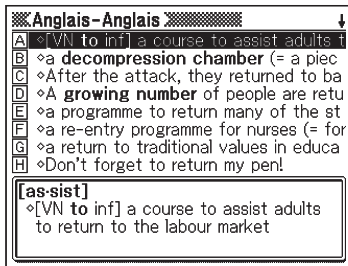 Anglais-Anglais
A ⋄[VN to inf] a course to assist adults t
B ⋄a decompression chamber (= a piec
C ⋄After the attack, they returned to ba
D ⋄A growing number of people are retu
E ⋄a programme to return many of the st
F ⋄a re-entry programme for nurses (= for
G ⋄a return to traditional values in educa
H ⋄Don't forget to return my pen!
[as·sist]
⋄[VN to inf] a course to assist adults
to return to the labour market